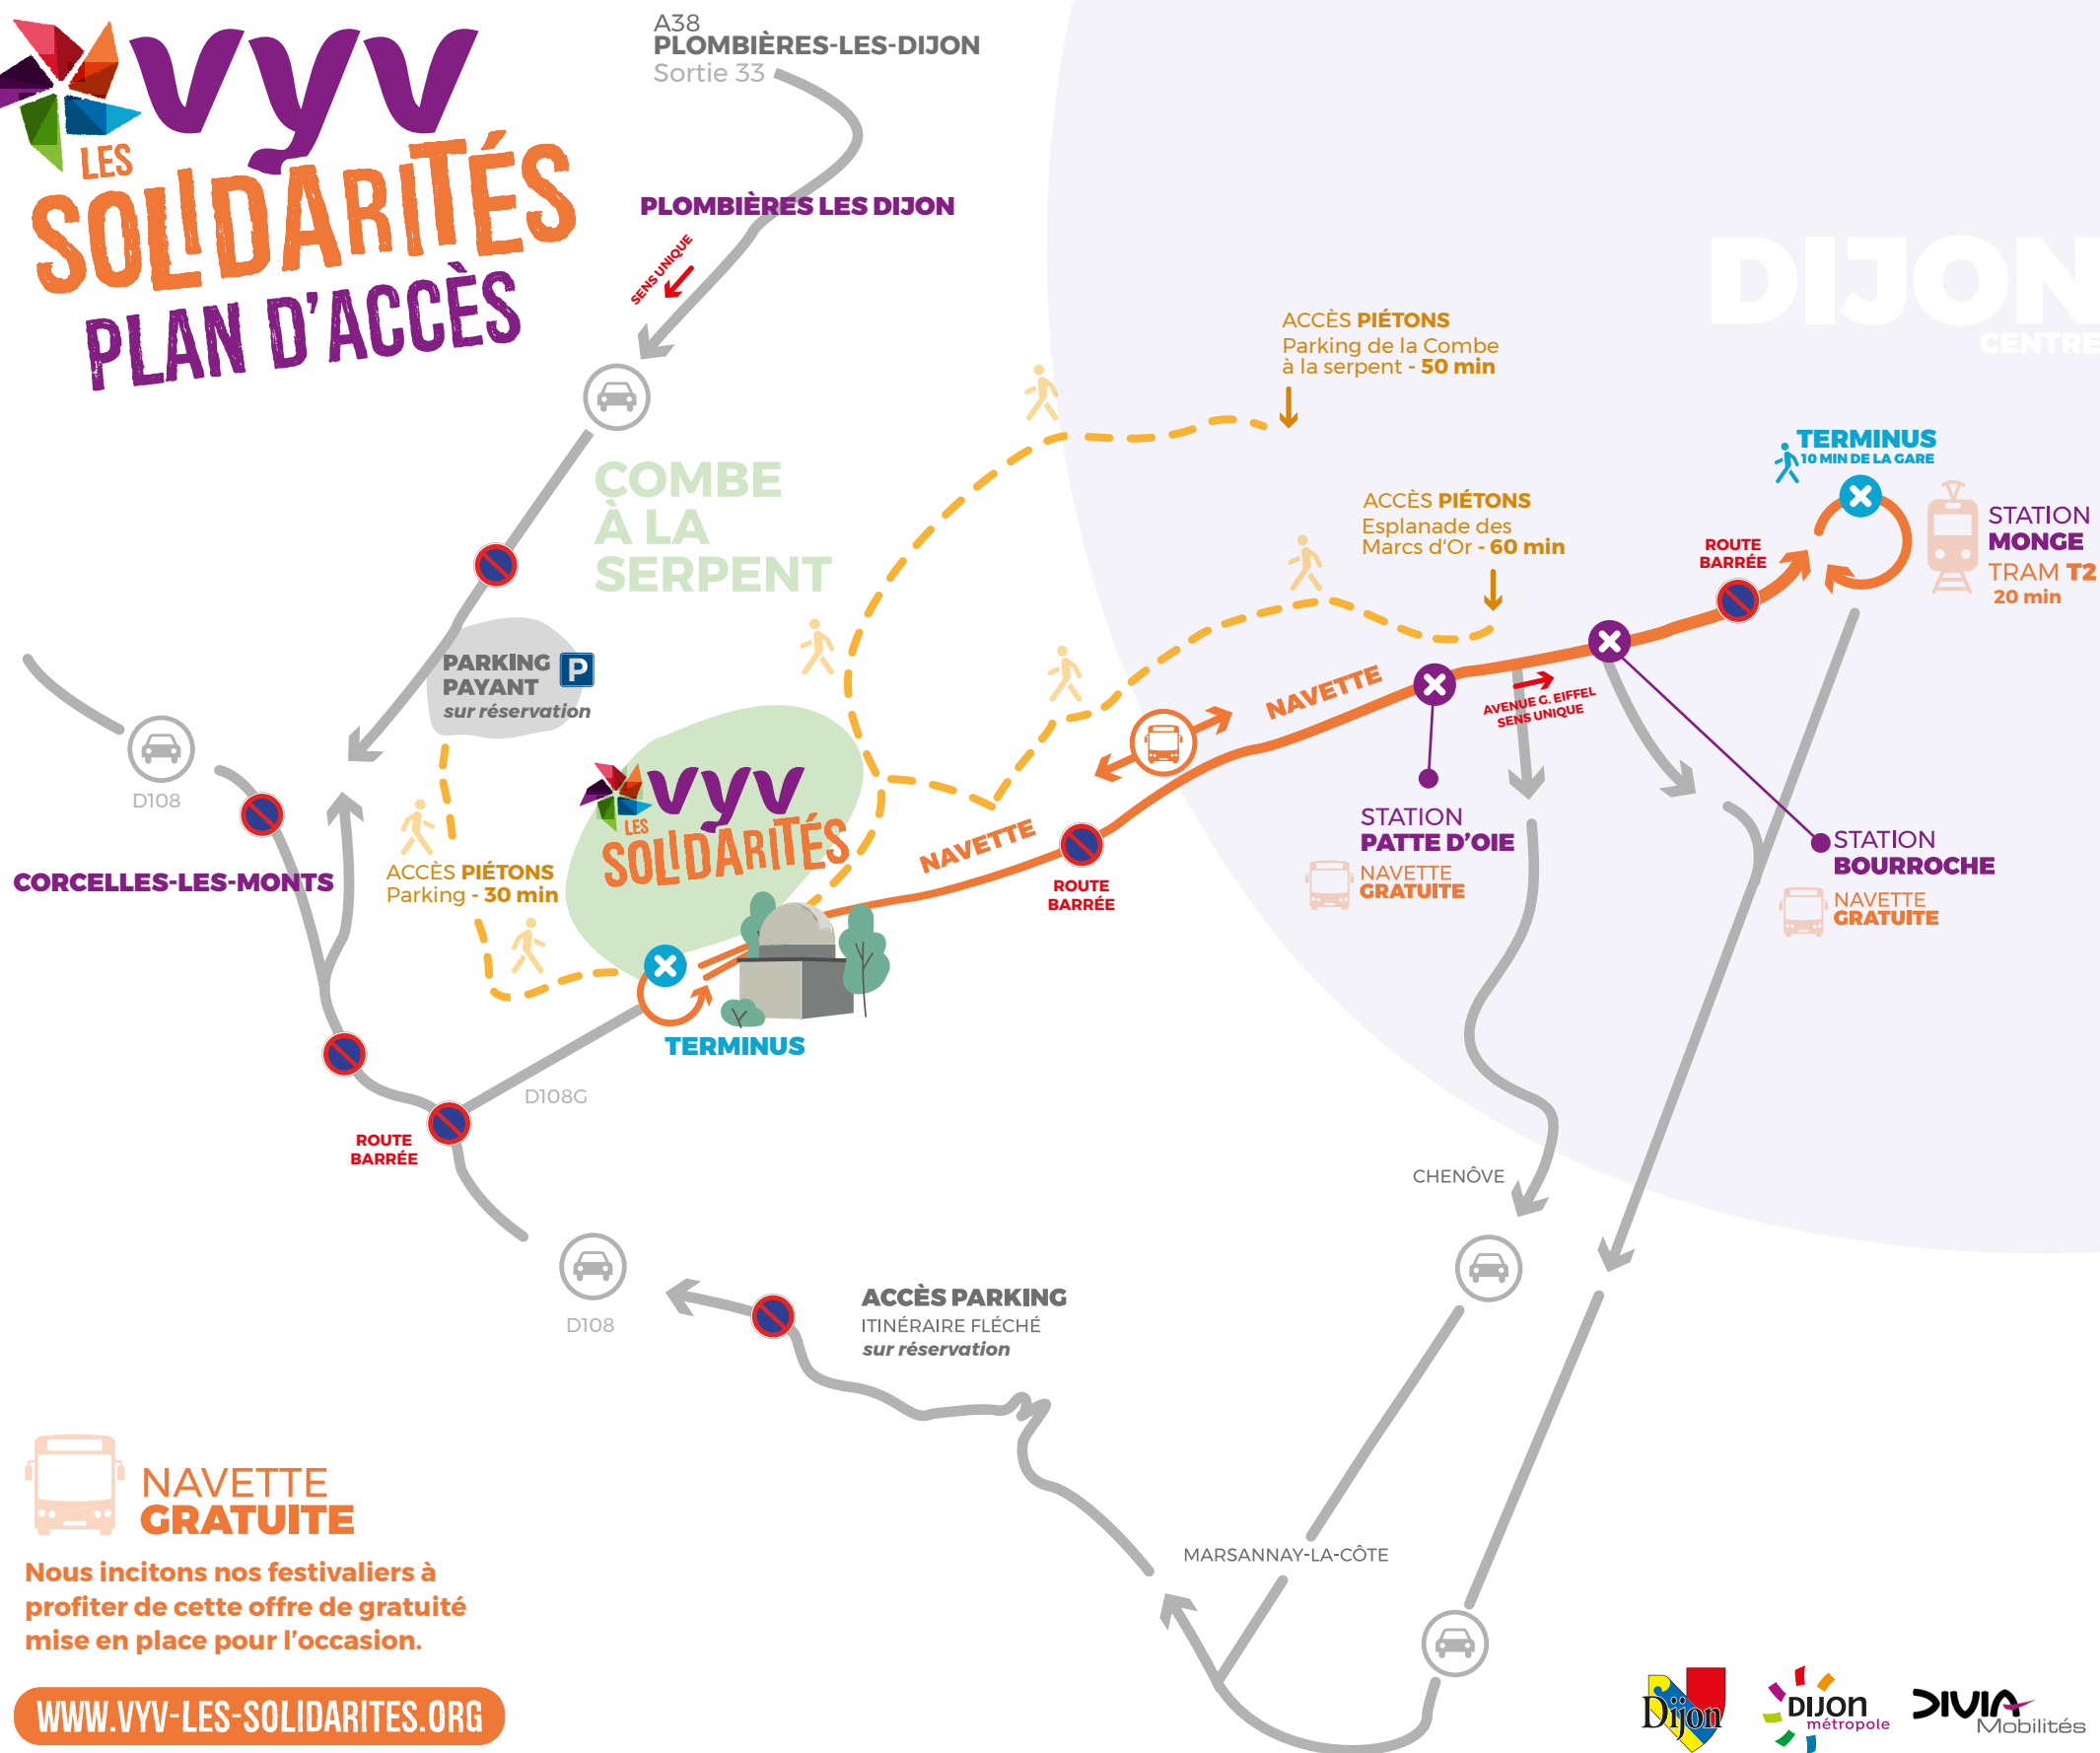 vyv
LES
SOLIDARITÉS
PLAN D'ACCÈS
A38
PLOMBIÈRES-LES-DIJON
Sortie 33
PLOMBIÈRES LES DIJON
SENS UNIQUE
DIJON
CENTRE
ACCÈS PIÉTONS
Parking de la Combe
à la serpent - 50 min
COMBE
À LA
SERPENT
ACCÈS PIÉTONS
Esplanade des
Marcs d'Or - 60 min
TERMINUS
10 MIN DE LA GARE
STATION
MONGE
TRAM T2
20 min
ROUTE
BARRÉE
PARKING
PAYANT
sur réservation
P
D108
CORCELLES-LES-MONTS
ACCÈS PIÉTONS
Parking - 30 min
vyv
LES
SOLIDARITÉS
NAVETTE
NAVETTE
ROUTE
BARRÉE
AVENUE G. EIFFEL
SENS UNIQUE
STATION
PATTE D'OIE
NAVETTE
GRATUITE
STATION
BOURROCHE
NAVETTE
GRATUITE
TERMINUS
D108G
ROUTE
BARRÉE
D108
ACCÈS PARKING
ITINÉRAIRE FLÉCHÉ
sur réservation
CHENÔVE
MARSANNAY-LA-CÔTE
NAVETTE
GRATUITE
Nous incitons nos festivaliers à
profiter de cette offre de gratuité
mise en place pour l'occasion.
WWW.VYV-LES-SOLIDARITES.ORG
Dijon
DIJON
métropole
DIVIA
Mobilités